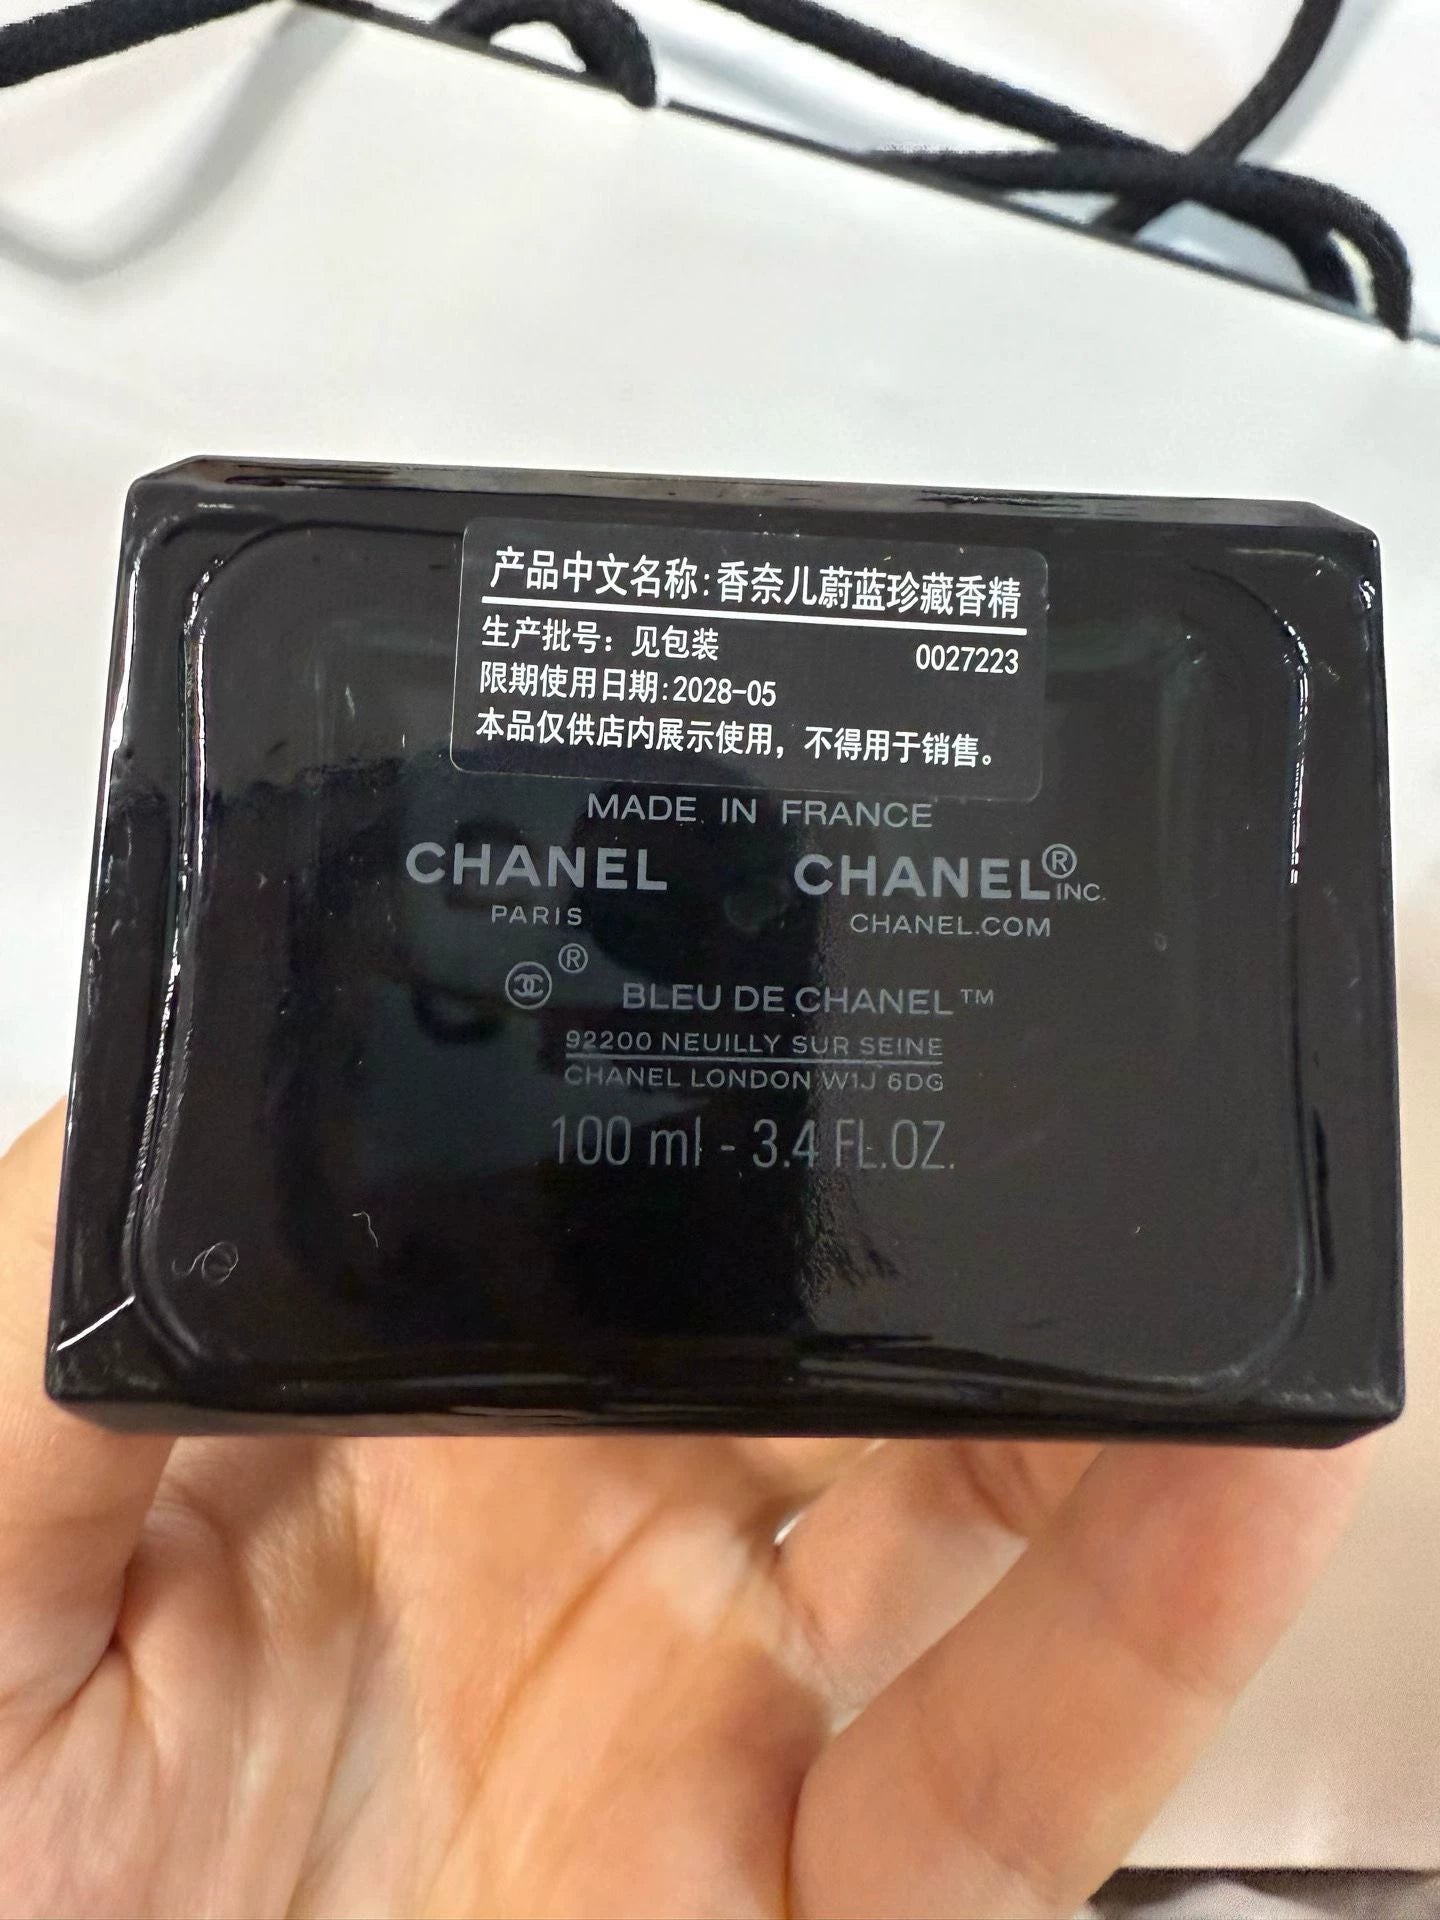 产品中文名称:香奈儿蔚蓝珍藏香精
生产批号：见包装 0027223
限期使用日期:2028-05
本品仅供店内展示使用，不得用于销售。
MADE IN FRANCE
CHANEL CHANEL® INC.
PARIS CHANEL.COM
® BLEU DE CHANEL™
92200 NEUILLY SUR SEINE
CHANEL LONDON W1J 6DG
100 ml - 3.4 FL.OZ.